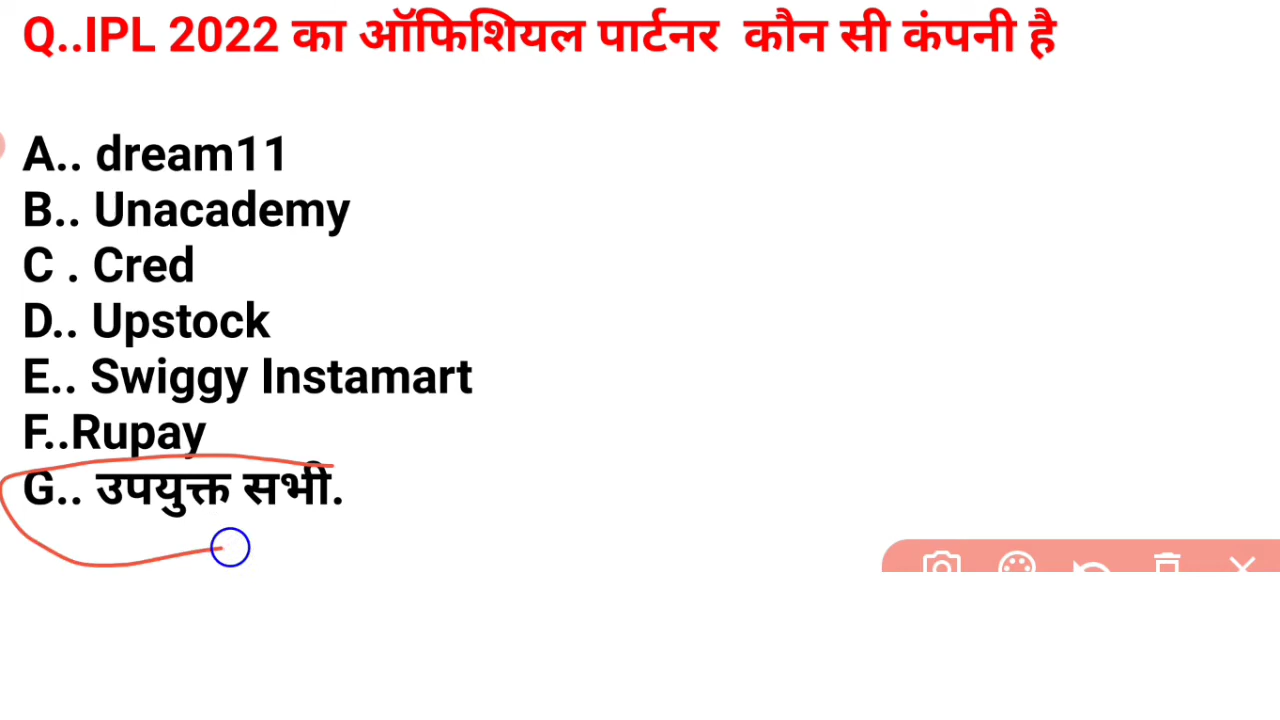 Q..IPL 2022 का ऑफिशियल पार्टनर कौन सी कंपनी है
A.. dream11
B.. Unacademy
C . Cred
D.. Upstock
E.. Swiggy Instamart
F..Rupay
G.. उपयुक्त सभी.